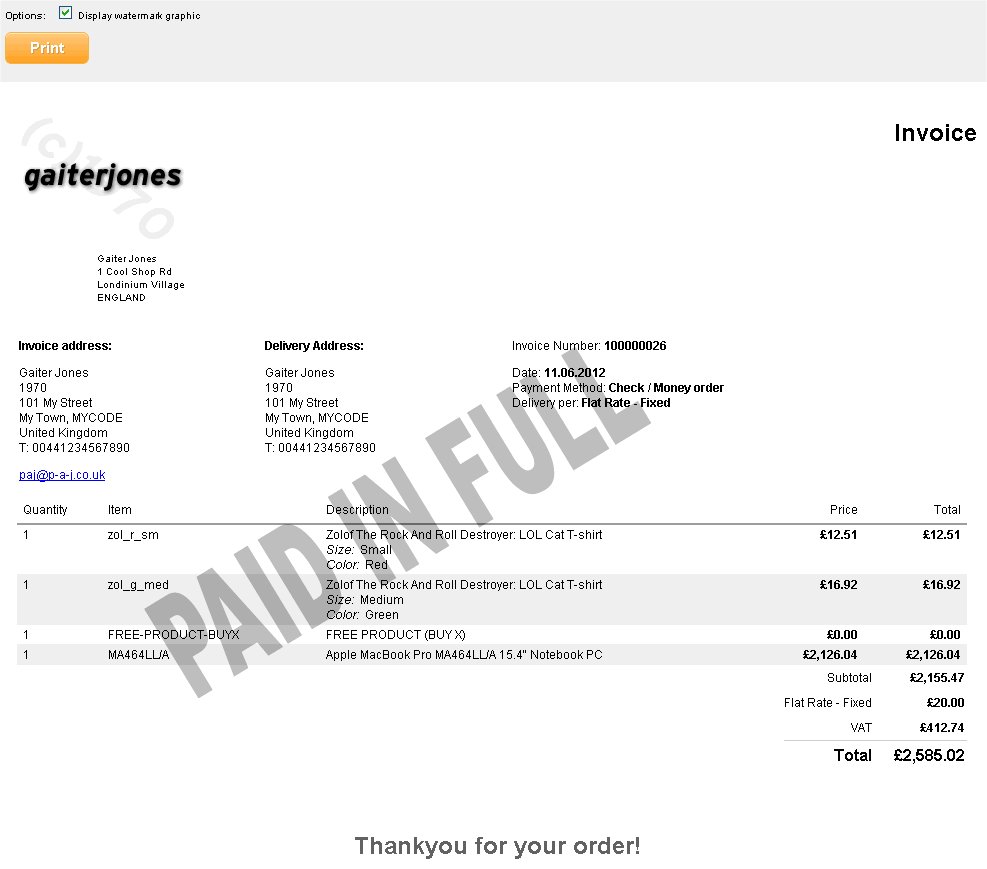 Options: Display watermark graphic
Print
Invoice
(c)1970
gaiterjones
Gaiter Jones
1 Cool Shop Rd
Londinium Village
ENGLAND
Invoice address:
Gaiter Jones
1970
101 My Street
My Town, MYCODE
United Kingdom
T: 00441234567890
paj@p-a-j.co.uk
Delivery Address:
Gaiter Jones
1970
101 My Street
My Town, MYCODE
United Kingdom
T: 00441234567890
Invoice Number: 100000026
Date: 11.06.2012
Payment Method: Check / Money order
Delivery per: Flat Rate - Fixed
PAID IN FULL
Quantity Item Description Price Total
1 zol_r_sm Zolof The Rock And Roll Destroyer: LOL Cat T-shirt £12.51 £12.51
Size: Small
Color: Red
1 zol_g_med Zolof The Rock And Roll Destroyer: LOL Cat T-shirt £16.92 £16.92
Size: Medium
Color: Green
1 FREE-PRODUCT-BUYX FREE PRODUCT (BUY X) £0.00 £0.00
1 MA464LL/A Apple MacBook Pro MA464LL/A 15.4" Notebook PC £2,126.04 £2,126.04
Subtotal £2,155.47
Flat Rate - Fixed £20.00
VAT £412.74
Total £2,585.02
Thankyou for your order!